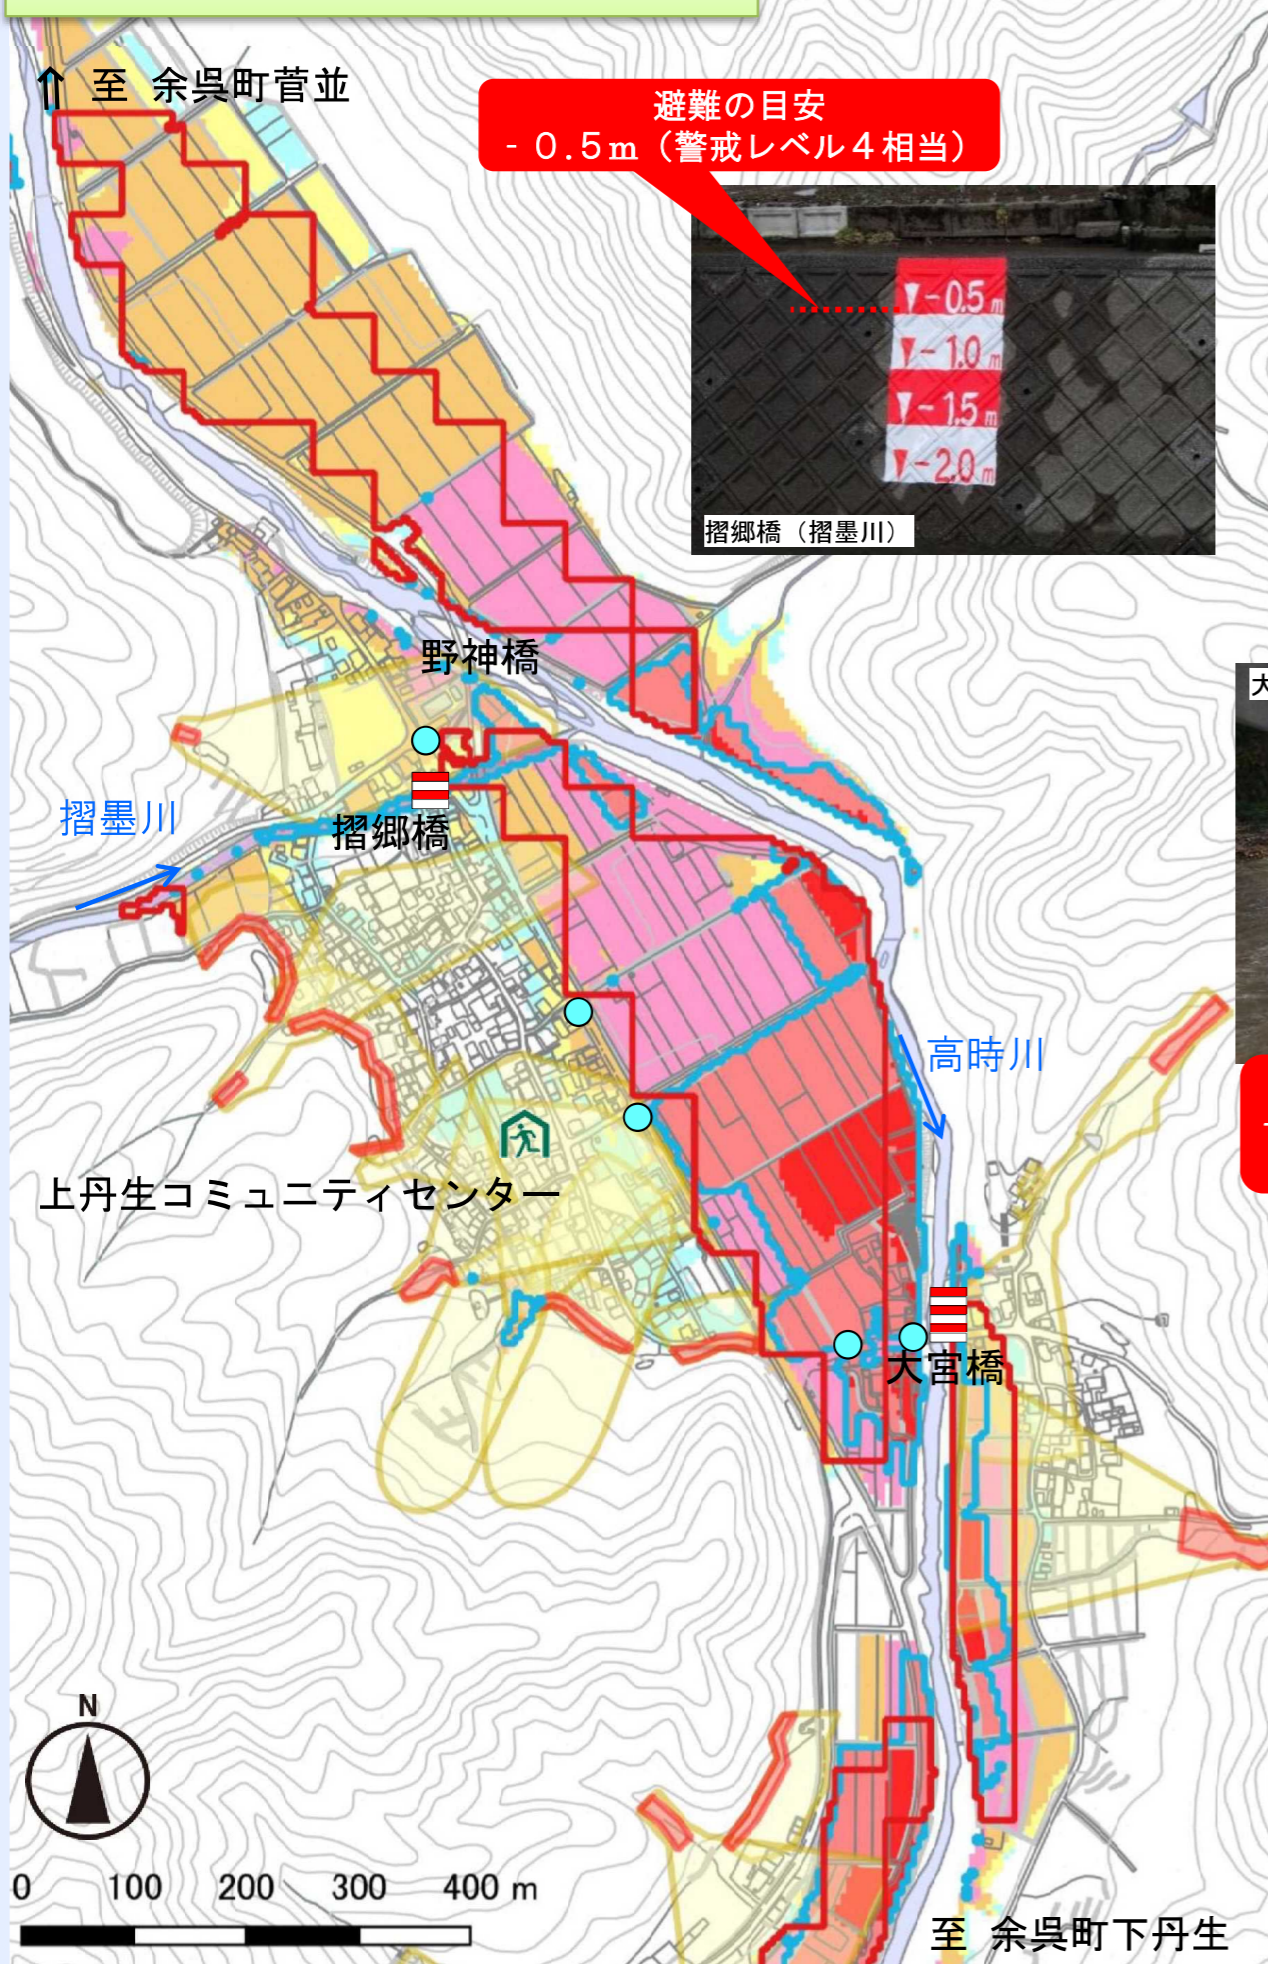 ↑ 至 余呉町菅並
避難の目安
-０.５m（警戒レベル４相当）
▼-0.5m
▼-1.0m
▼-1.5m
▼-2.0m
摺郷橋（摺墨川）
野神橋
大
摺墨川
摺郷橋
高時川
上丹生コミュニティセンター
大宮橋
N
0 100 200 300 400 m
至 余呉町下丹生